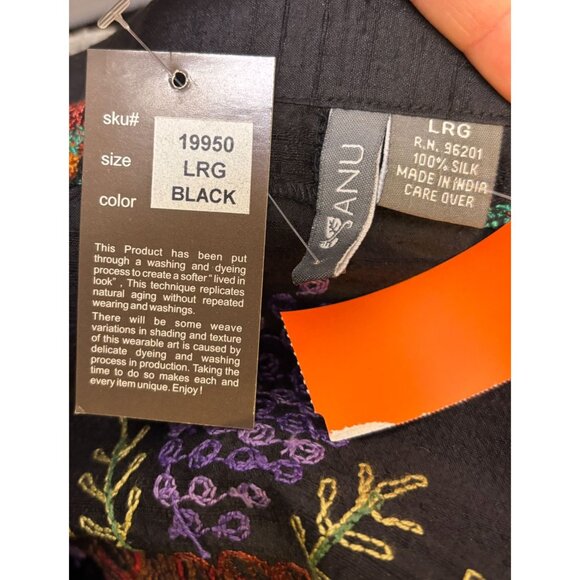 sku#
size
color
19950
LRG
BLACK
This Product has been put
through a washing and dyeing
process to create a softer " lived in
look" . This technique replicates
natural aging without repeated
wearing and washings.
There will be some weave
variations in shading and texture
of this wearable art is caused by
delicate dyeing and washing
process in production. Taking the
time to do so makes each and
every item unique. Enjoy !
ANU
LRG
R.N. 96201
100% SILK
MADE IN INDIA
CARE OVER